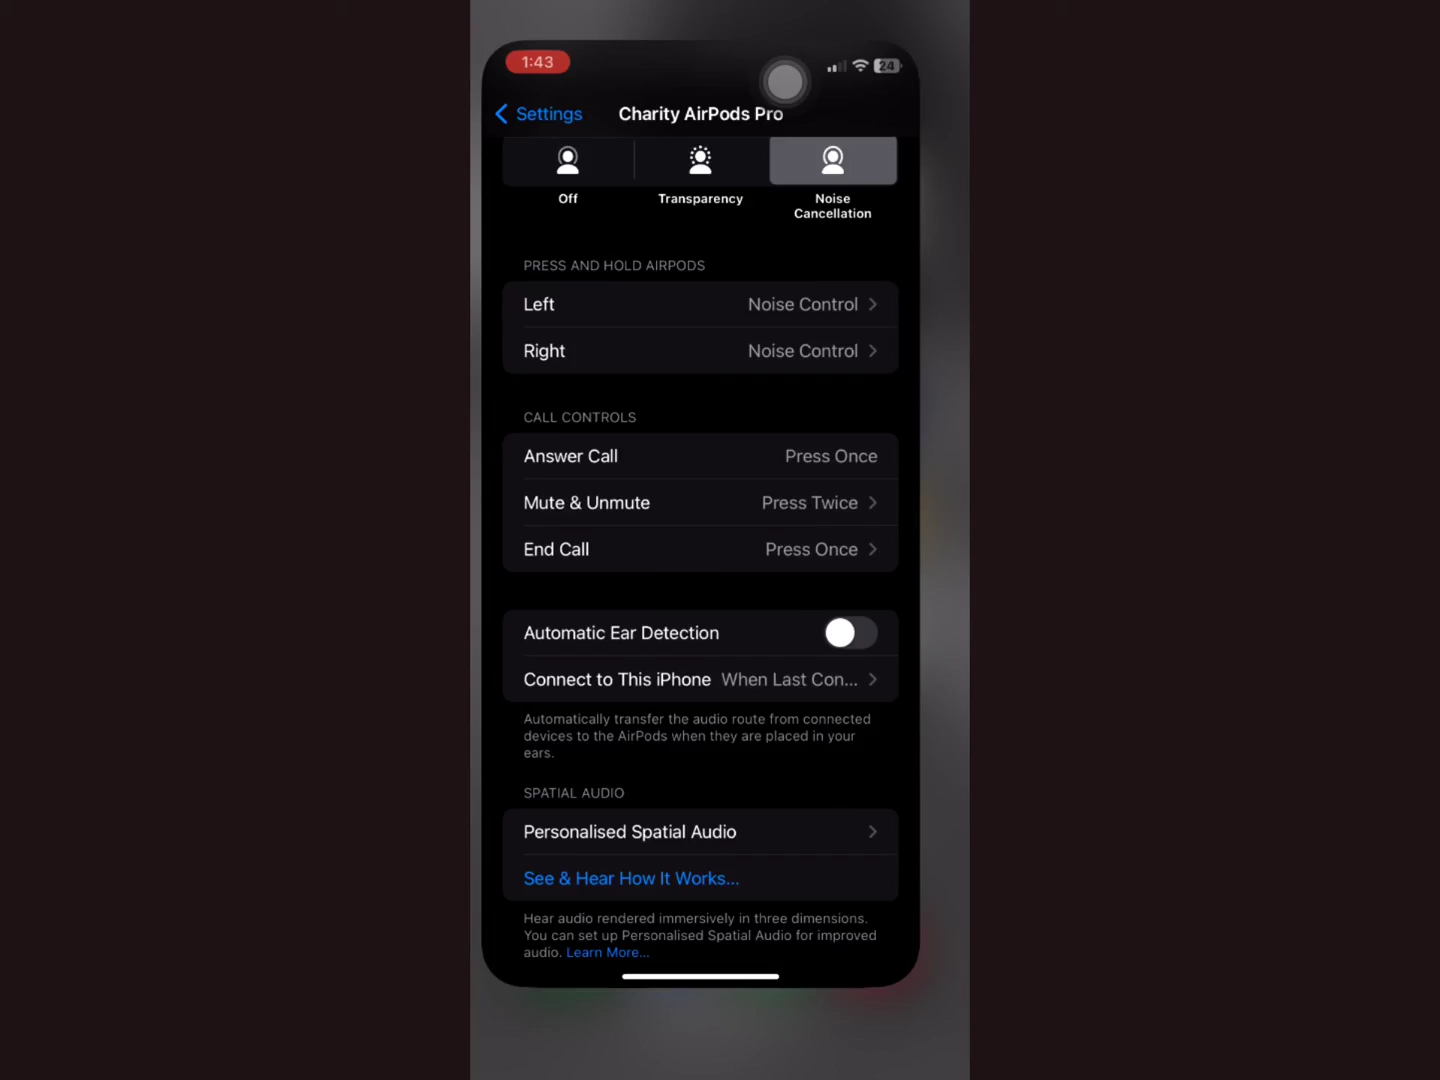 1:43
24
Settings
Charity AirPods Pro
Off
Transparency
Noise
Cancellation
PRESS AND HOLD AIRPODS
Left Noise Control
Right Noise Control
CALL CONTROLS
Answer Call Press Once
Mute & Unmute Press Twice
End Call Press Once
Automatic Ear Detection
Connect to This iPhone When Last Con...
Automatically transfer the audio route from connected
devices to the AirPods when they are placed in your
ears.
SPATIAL AUDIO
Personalised Spatial Audio
See & Hear How It Works...
Hear audio rendered immersively in three dimensions.
You can set up Personalised Spatial Audio for improved
audio. Learn More...